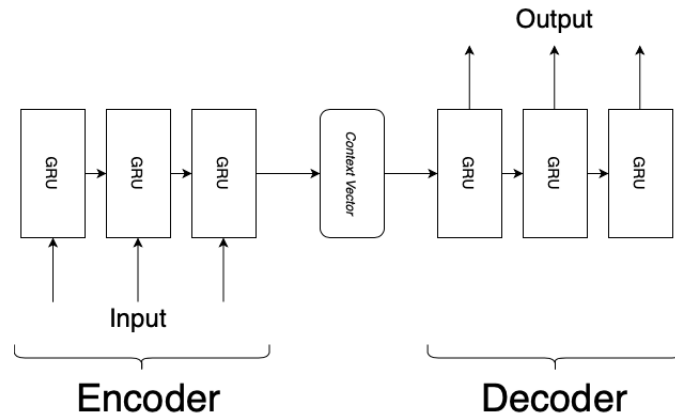 Output
GRU
GRU
GRU
Context Vector
GRU
GRU
GRU
Input
Encoder
Decoder